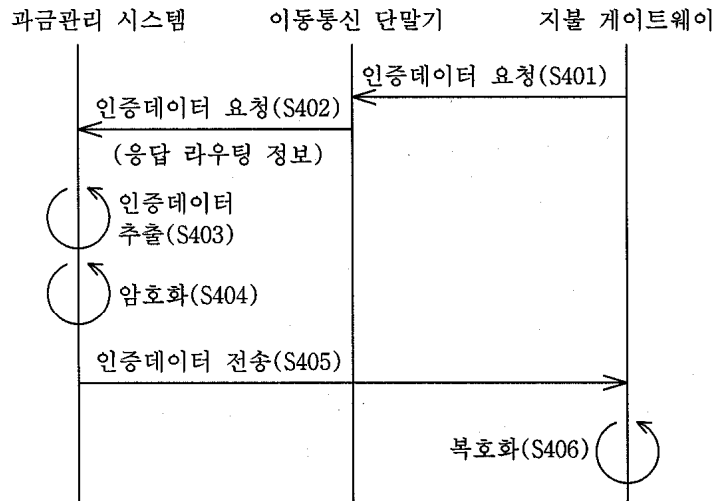 과금관리 시스템 이동통신 단말기 지불 게이트웨이
인증데이터 요청(S401)
인증데이터 요청(S402)
(응답 라우팅 정보)
인증데이터
추출(S403)
암호화(S404)
인증데이터 전송(S405)
복호화(S406)